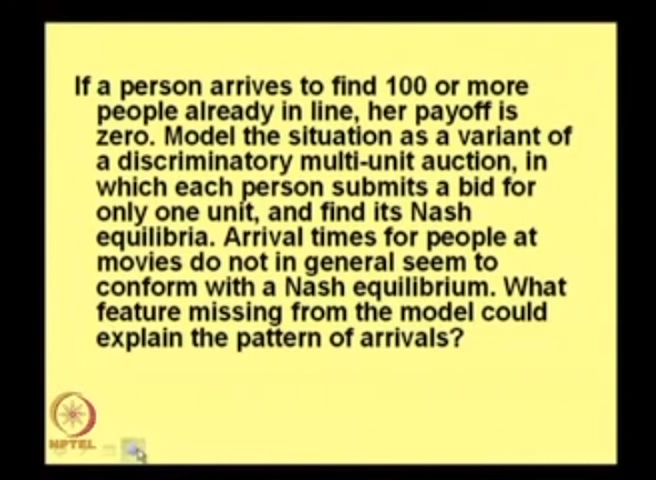 If a person arrives to find 100 or more
people already in line, her payoff is
zero. Model the situation as a variant of
a discriminatory multi-unit auction, in
which each person submits a bid for
only one unit, and find its Nash
equilibria. Arrival times for people at
movies do not in general seem to
conform with a Nash equilibrium. What
feature missing from the model could
explain the pattern of arrivals?
NPTEL